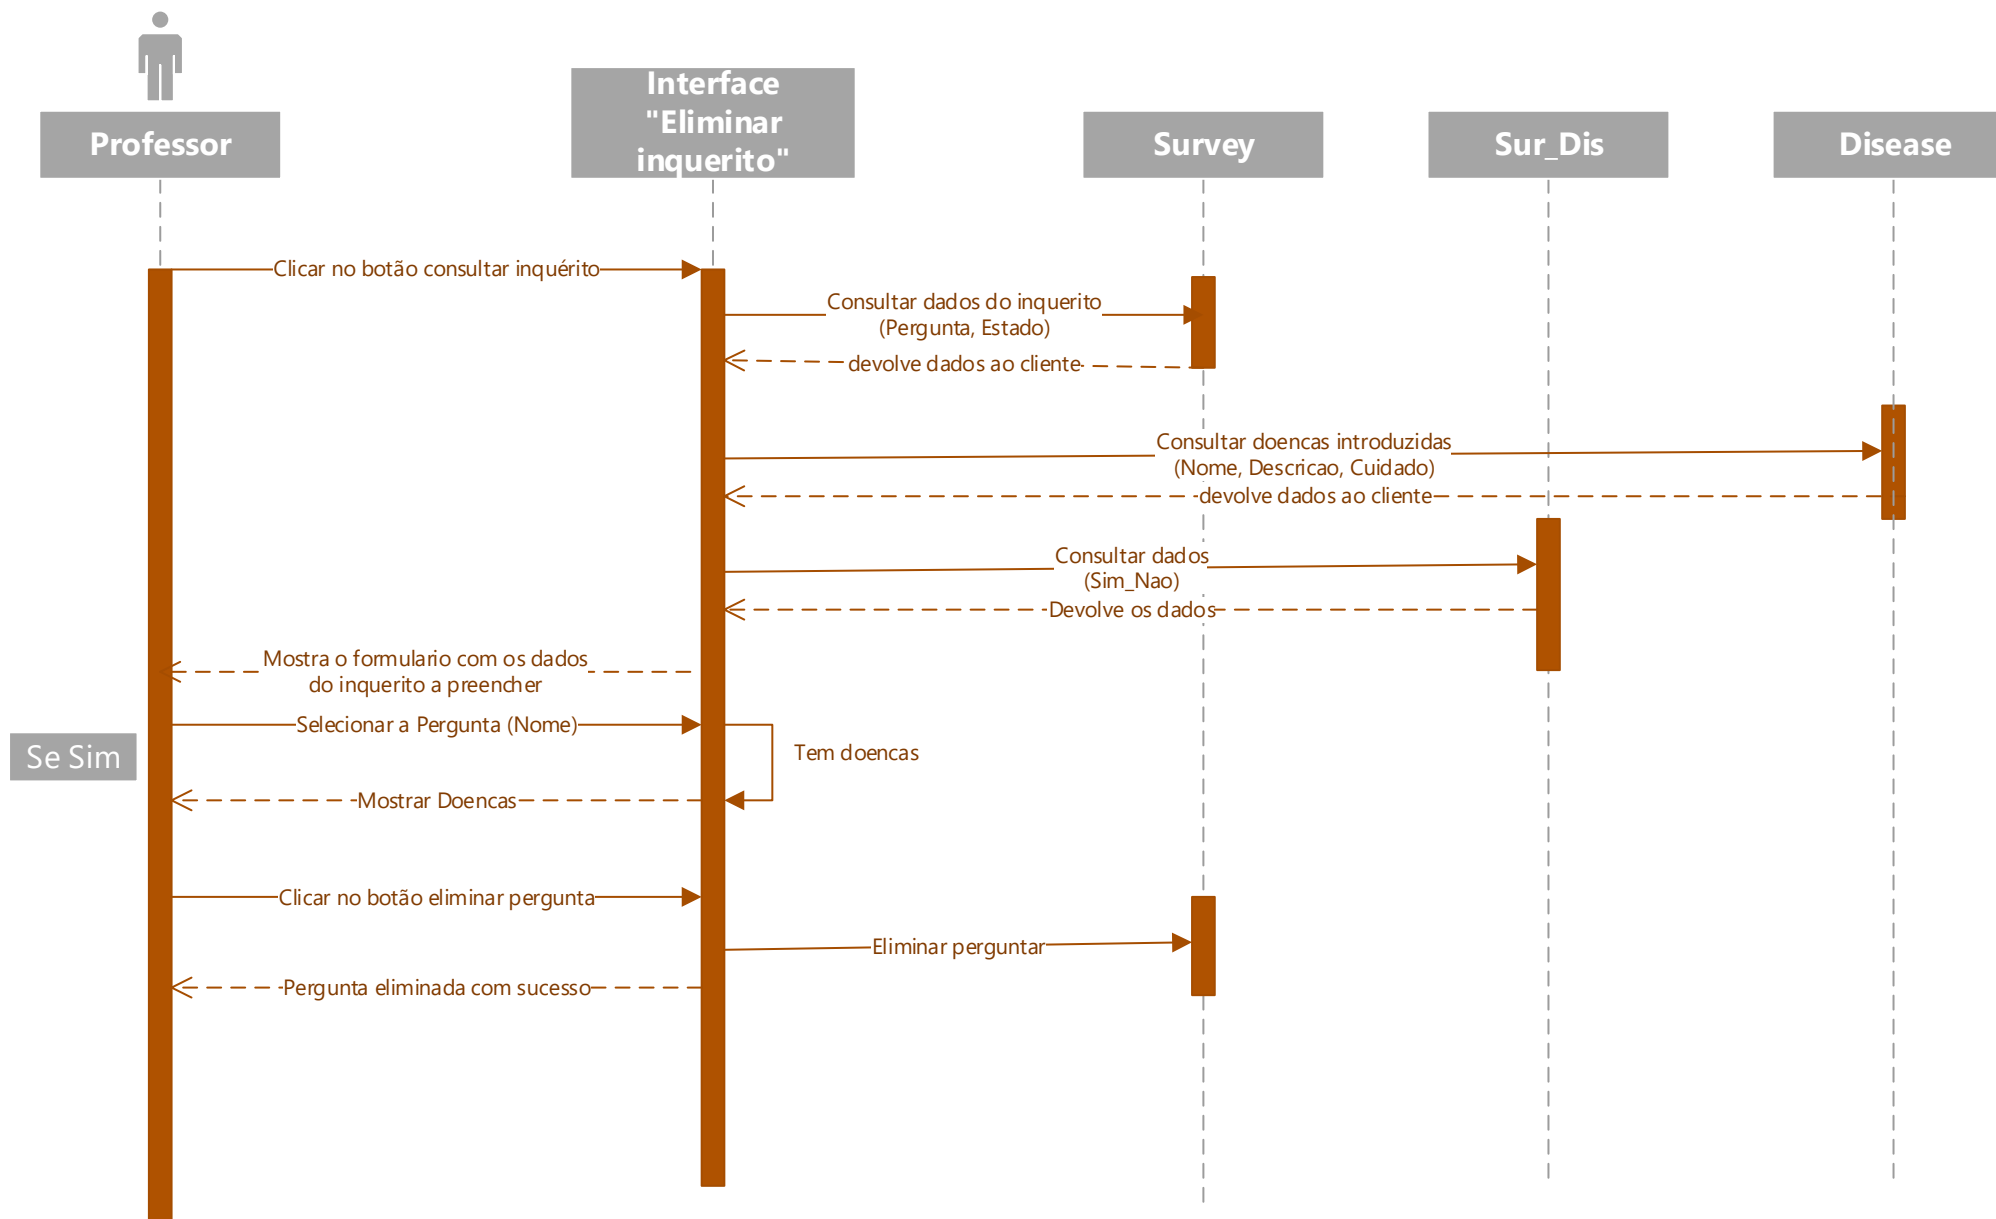 Professor
Interface
"Eliminar
inquerito"
Survey
Sur_Dis
Disease
Clicar no botão consultar inquérito
Consultar dados do inquerito
(Pergunta, Estado)
devolve dados ao cliente
Consultar doencas introduzidas
(Nome, Descricao, Cuidado)
devolve dados ao cliente
Consultar dados
(Sim_Nao)
Devolve os dados
Mostra o formulario com os dados
do inquerito a preencher
Selecionar a Pergunta (Nome)
Se Sim
Tem doencas
Mostrar Doencas
Clicar no botão eliminar pergunta
Eliminar perguntar
Pergunta eliminada com sucesso